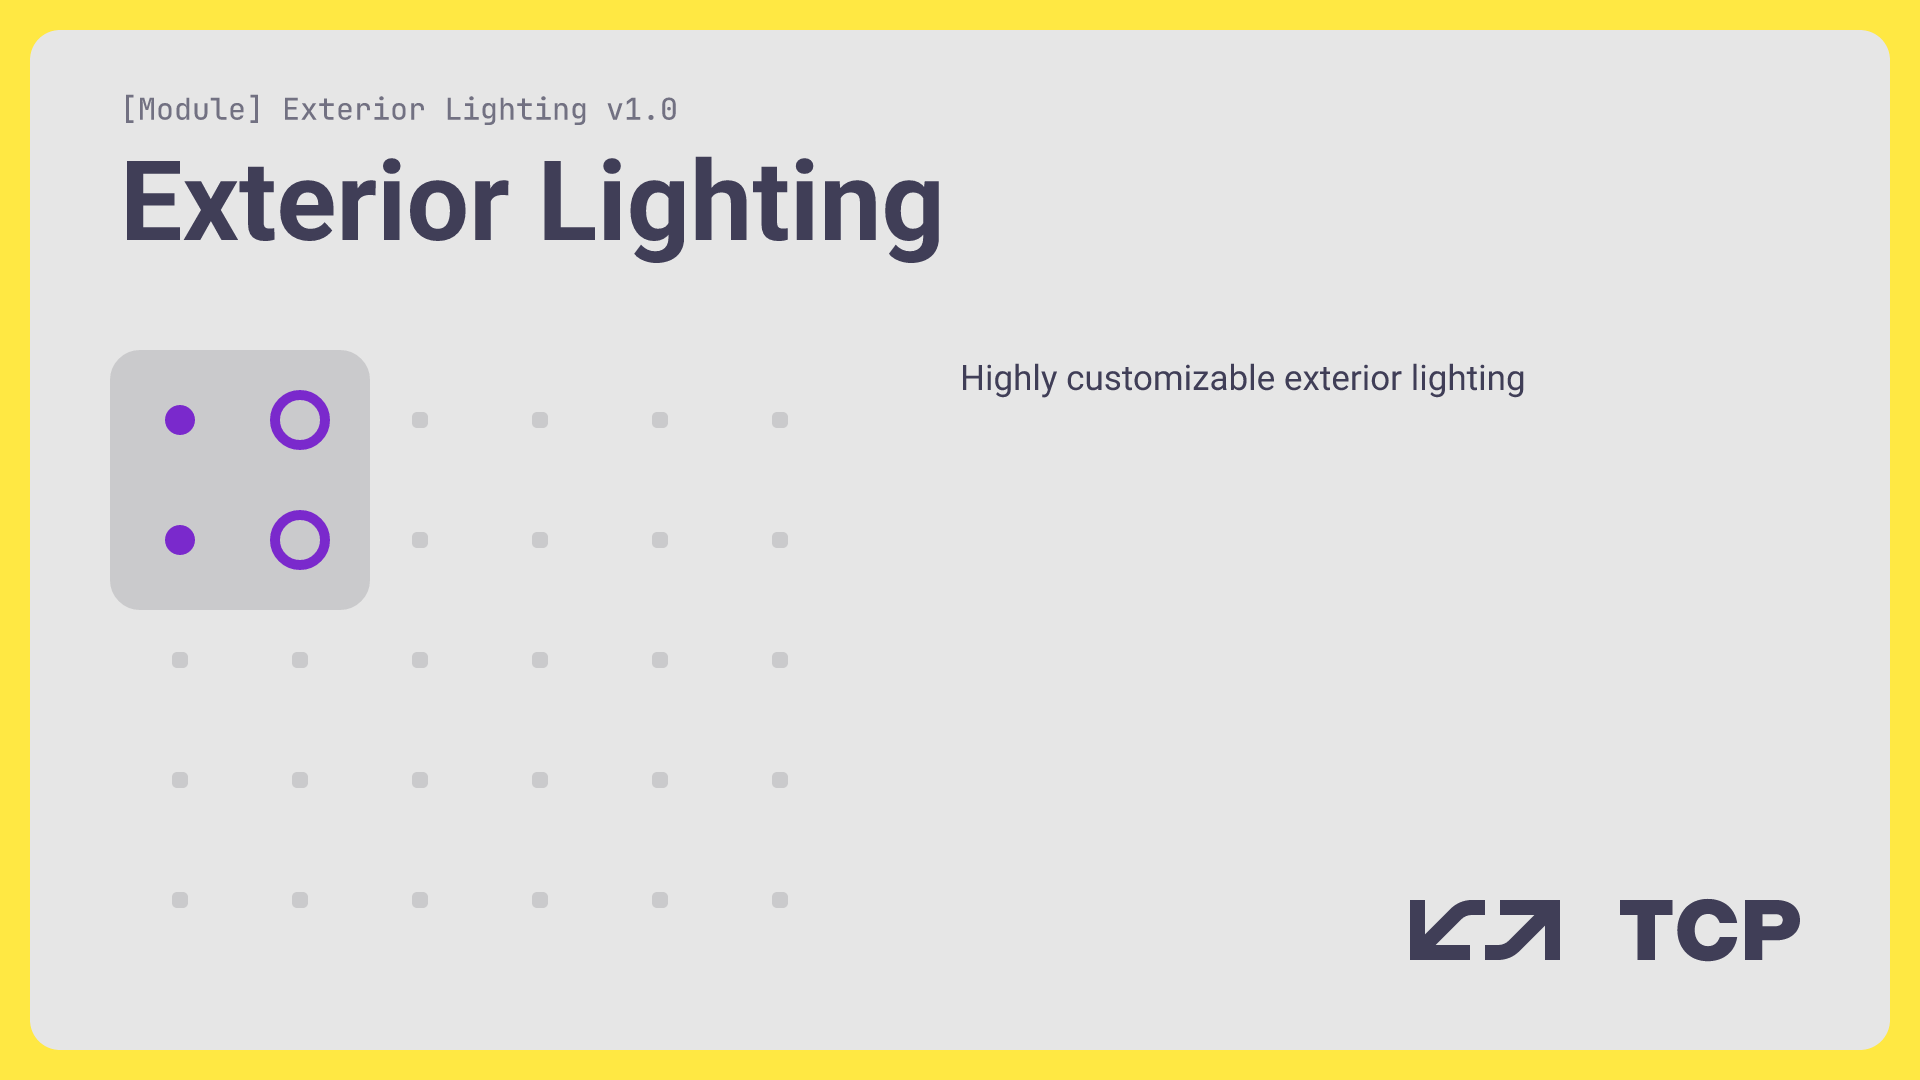 [Module] Exterior Lighting v1.0
Exterior Lighting
Highly customizable exterior lighting
TCP